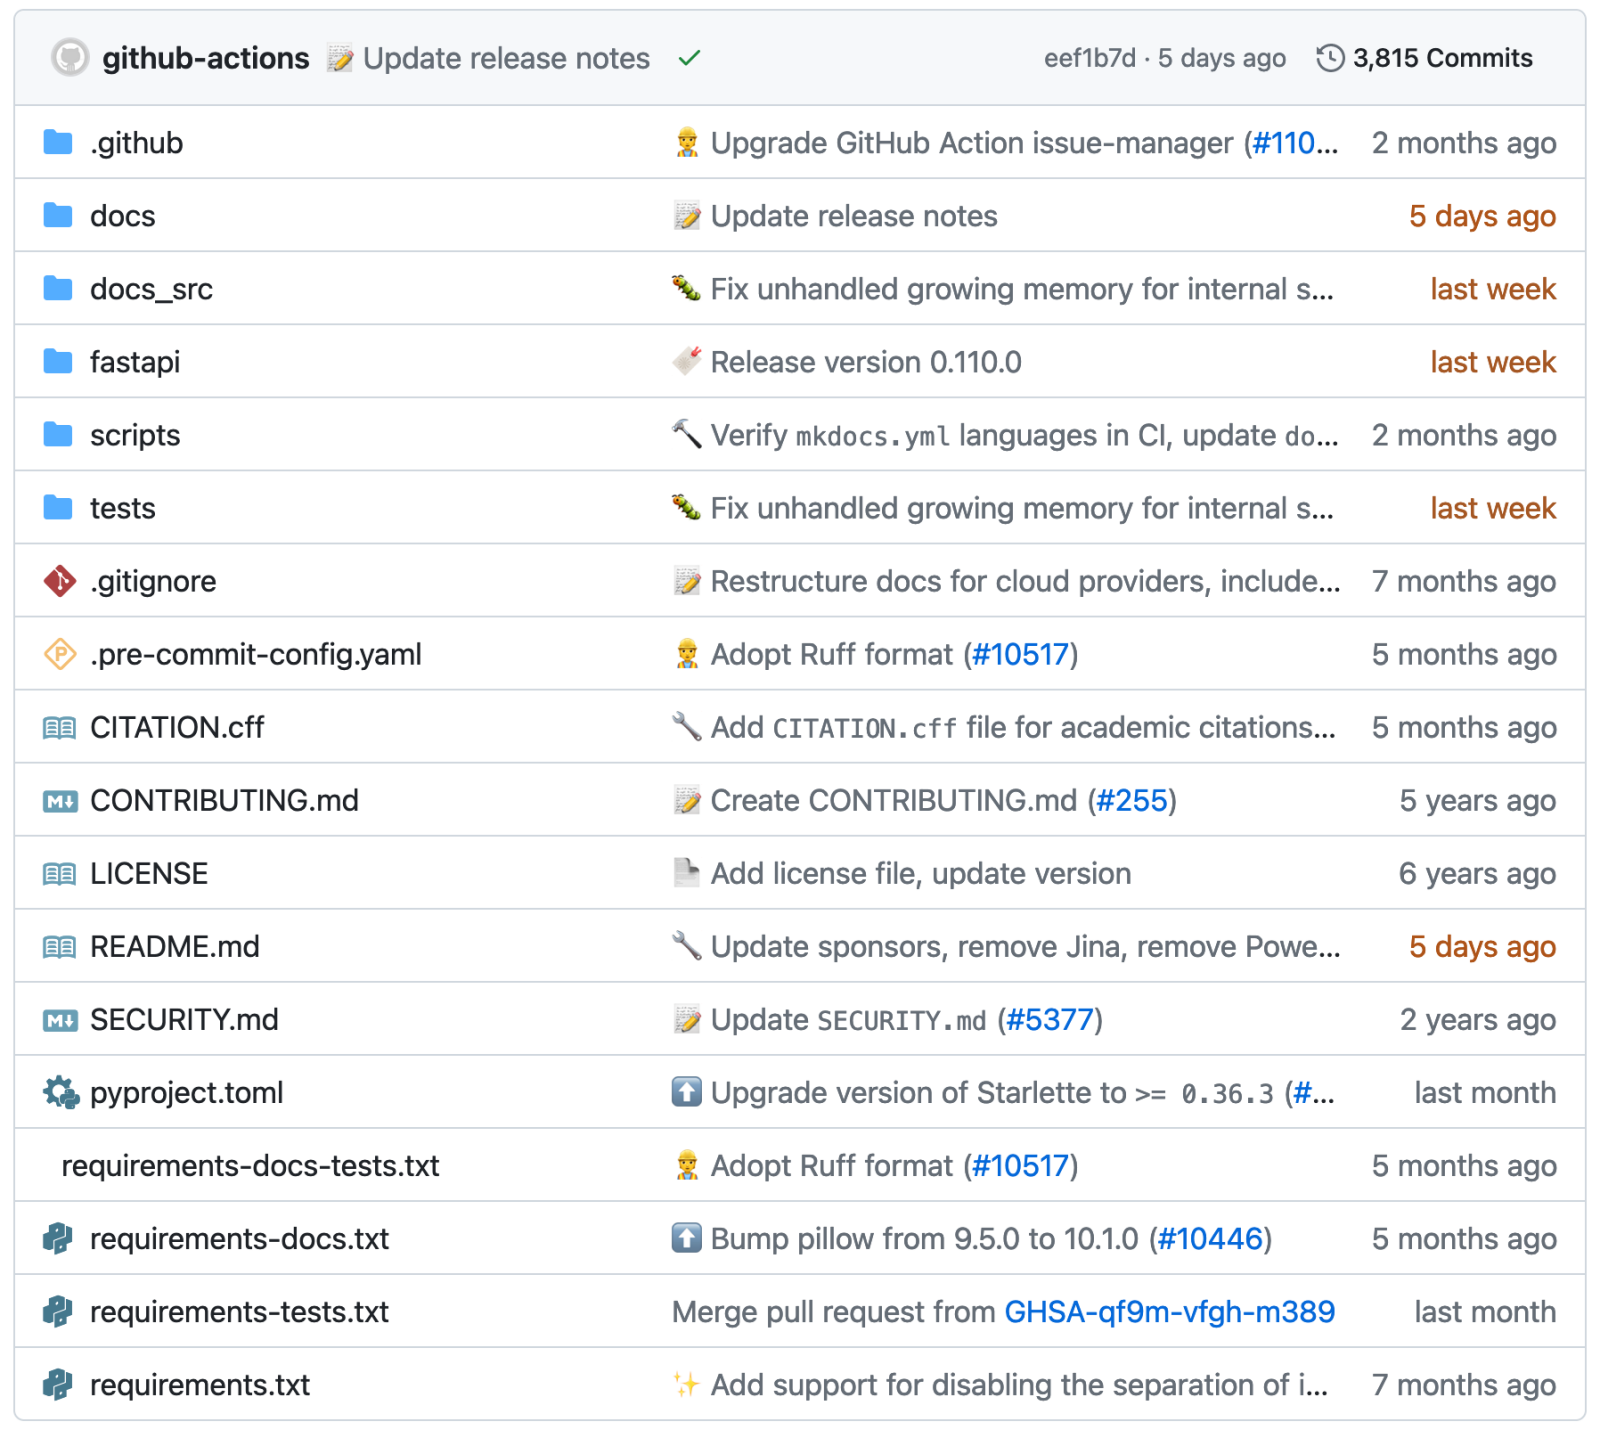 github-actions 📝 Update release notes ✓ eef1b7d · 5 days ago 3,815 Commits
.github 👷 Upgrade GitHub Action issue-manager (#110... 2 months ago
docs 📝 Update release notes 5 days ago
docs_src 🐛 Fix unhandled growing memory for internal s... last week
fastapi 🔖 Release version 0.110.0 last week
scripts 🔨 Verify mkdocs.yml languages in CI, update do... 2 months ago
tests 🐛 Fix unhandled growing memory for internal s... last week
.gitignore 📝 Restructure docs for cloud providers, include... 7 months ago
.pre-commit-config.yaml 👷 Adopt Ruff format (#10517) 5 months ago
CITATION.cff 🔧 Add CITATION.cff file for academic citations... 5 months ago
CONTRIBUTING.md 📝 Create CONTRIBUTING.md (#255) 5 years ago
LICENSE 📄 Add license file, update version 6 years ago
README.md 🔧 Update sponsors, remove Jina, remove Powe... 5 days ago
SECURITY.md 📝 Update SECURITY.md (#5377) 2 years ago
pyproject.toml ⬆️ Upgrade version of Starlette to >= 0.36.3 (#... last month
requirements-docs-tests.txt 👷 Adopt Ruff format (#10517) 5 months ago
requirements-docs.txt ⬆️ Bump pillow from 9.5.0 to 10.1.0 (#10446) 5 months ago
requirements-tests.txt Merge pull request from GHSA-qf9m-vfgh-m389 last month
requirements.txt ✨ Add support for disabling the separation of i... 7 months ago